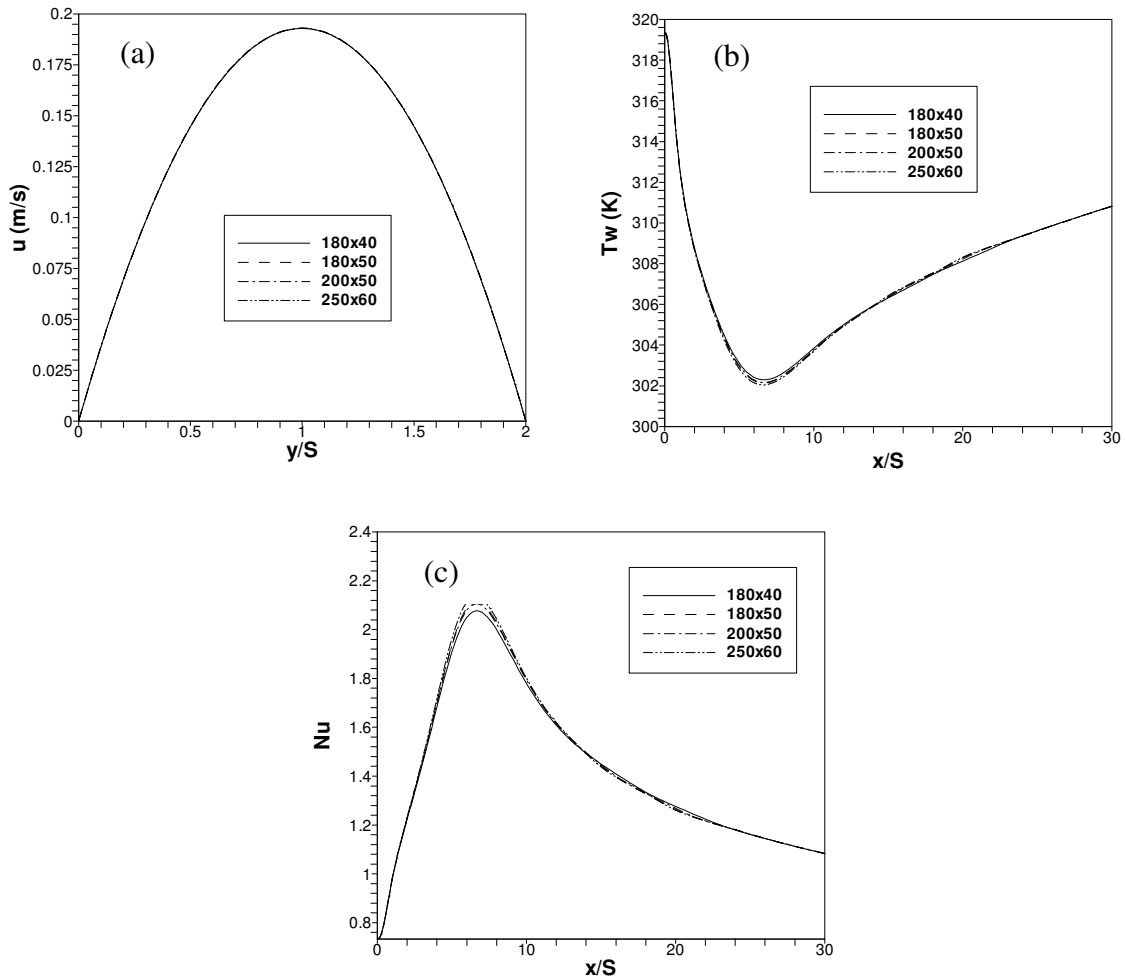 (a)
u (m/s)
0.2
0.175
0.15
0.125
0.1
0.075
0.05
0.025
0
180x40
180x50
200x50
250x60
0
0.5
1
1.5
2
y/S
(b)
Tw (K)
320
318
316
314
312
310
308
306
304
302
300
180x40
180x50
200x50
250x60
0
10
20
30
x/S
(c)
Nu
2.4
2.2
2
1.8
1.6
1.4
1.2
1
0.8
180x40
180x50
200x50
250x60
0
10
20
30
x/S